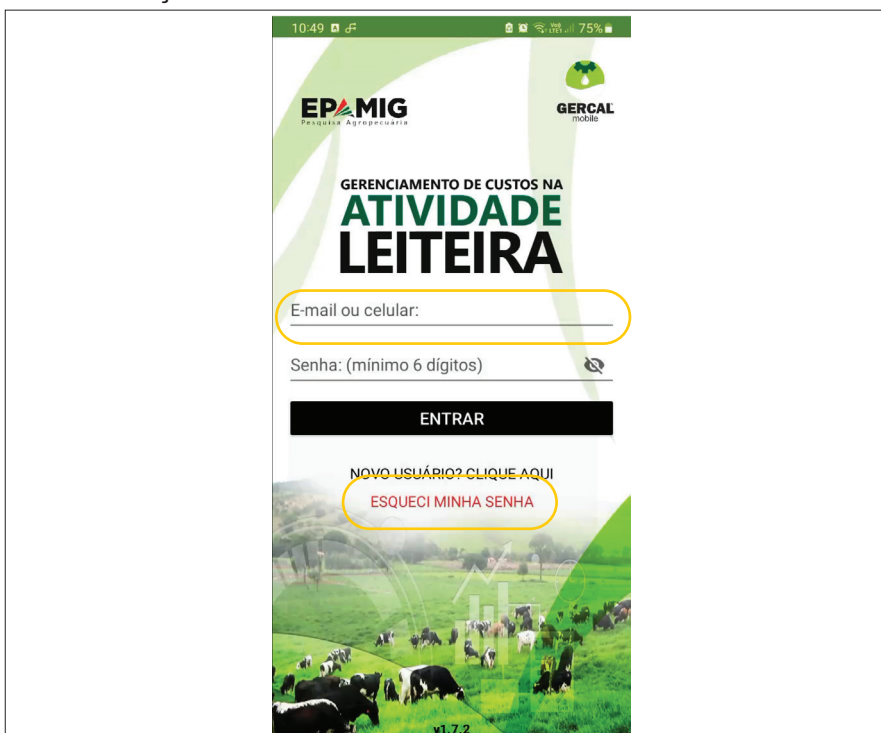 10:49
75%
EPAMIG
Pesquisa Agropecuária
GERCAL
mobile
GERENCIAMENTO DE CUSTOS NA
ATIVIDADE
LEITEIRA
E-mail ou celular:
Senha: (mínimo 6 dígitos)
ENTRAR
NOVO USUÁRIO? CLIQUE AQUI
ESQUECI MINHA SENHA
v1.7.2